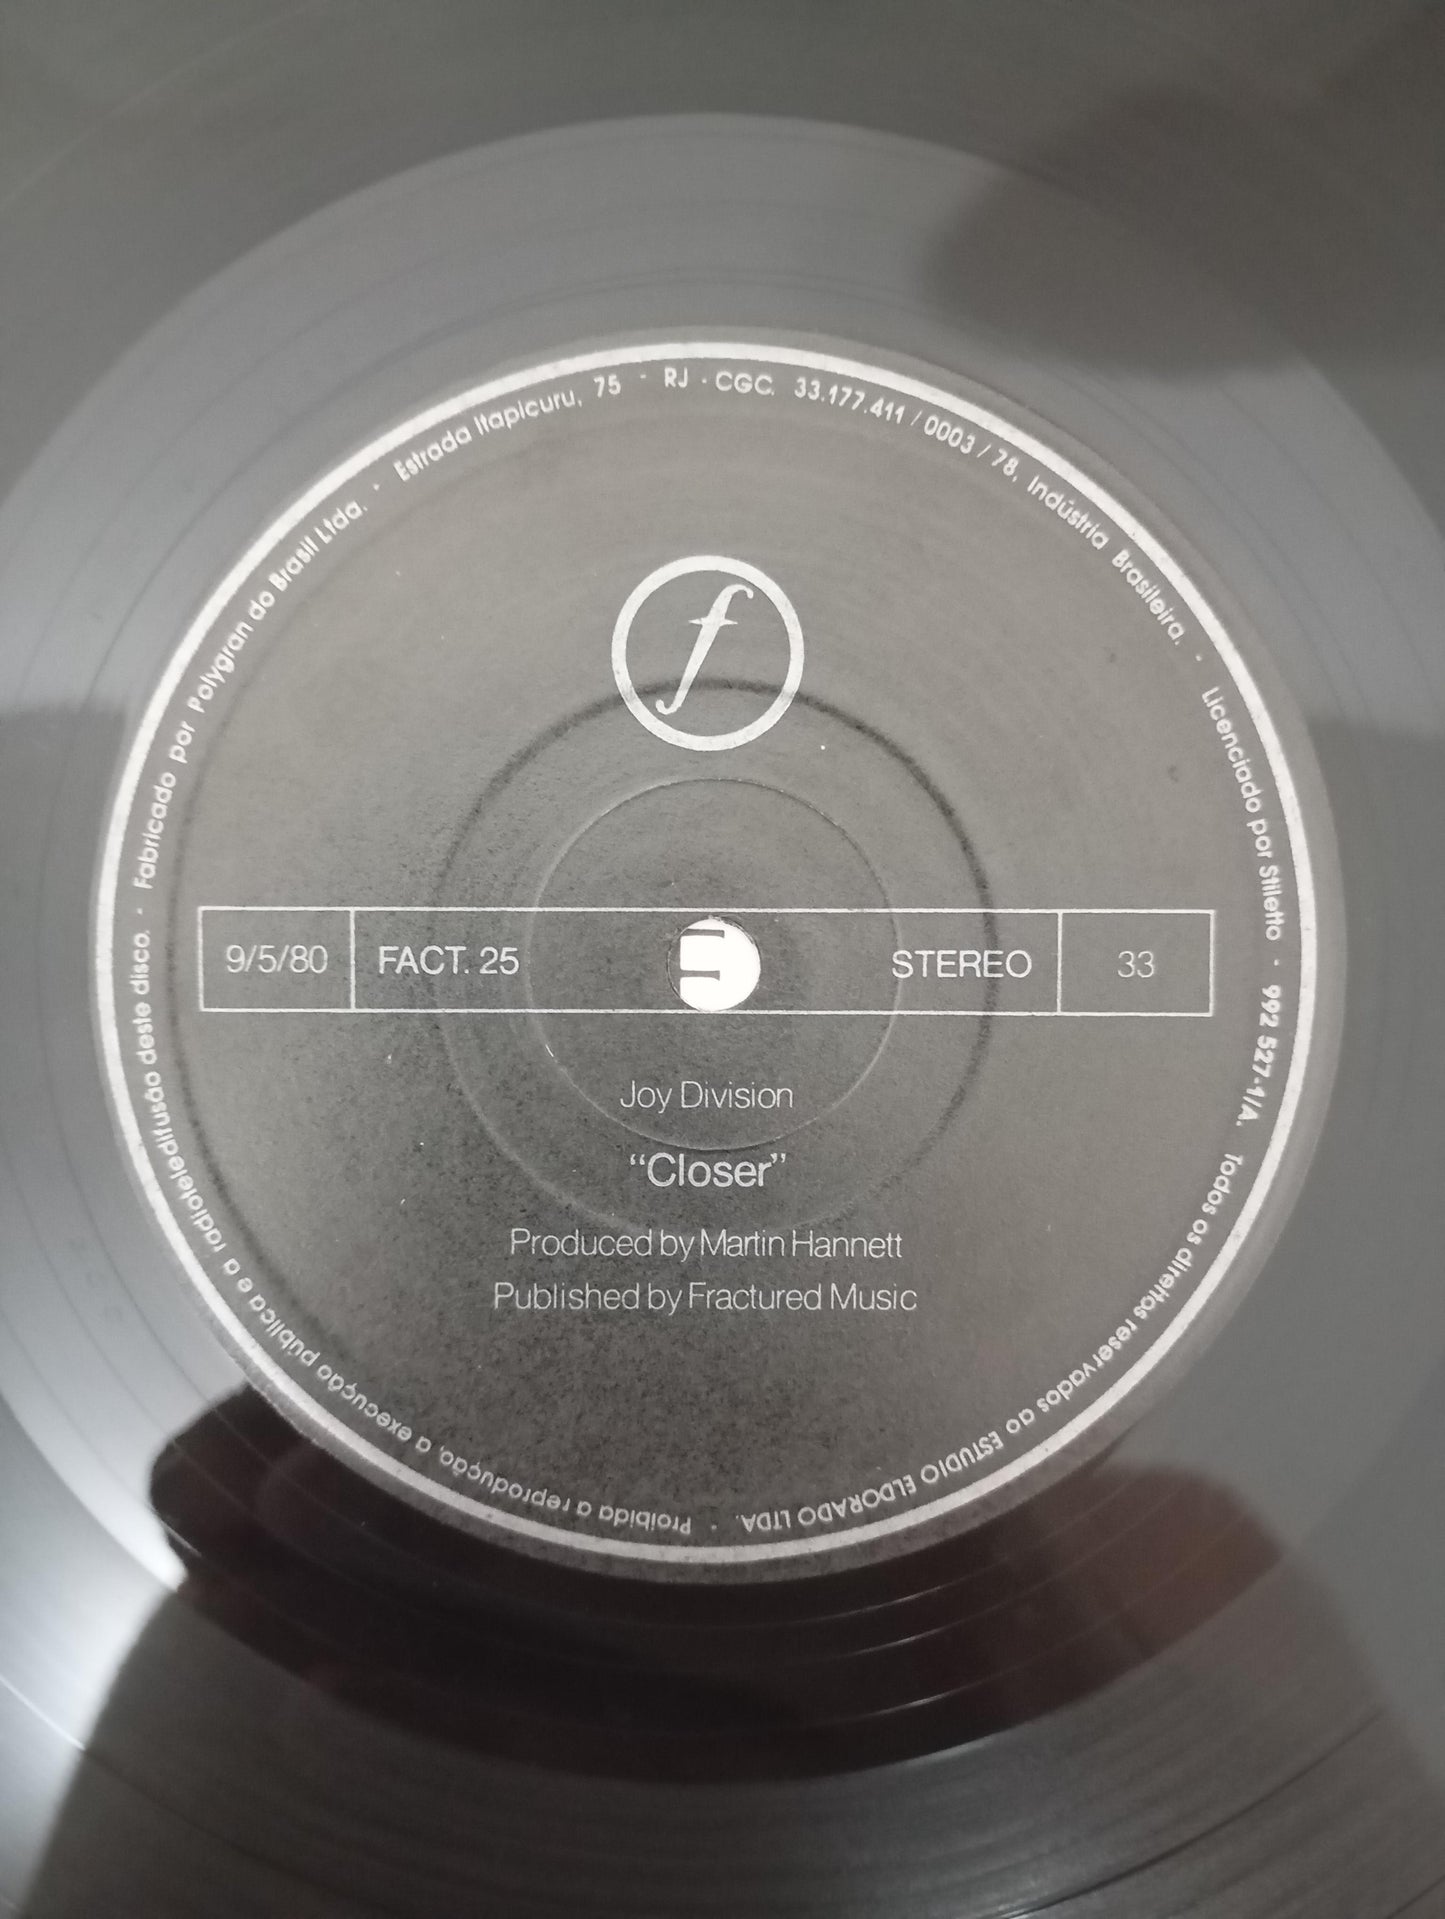 Fabricado por Polygran do Brasil Ltda. · Estrada Itapicuru, 75 - RJ · CGC. 33.177.411 / 0003 / 78, Indústria Brasileira. · Licenciado por Stiletto · 992 527-1/A. Todos os direitos reservados ao ESTUDIO ELDORADO LTDA. · Proibida a reprodução, a execução pública e a radioteledifusão deste disco. ·
f
9/5/80 FACT. 25 STEREO 33
Joy Division
“Closer”
Produced by Martin Hannett
Published by Fractured Music